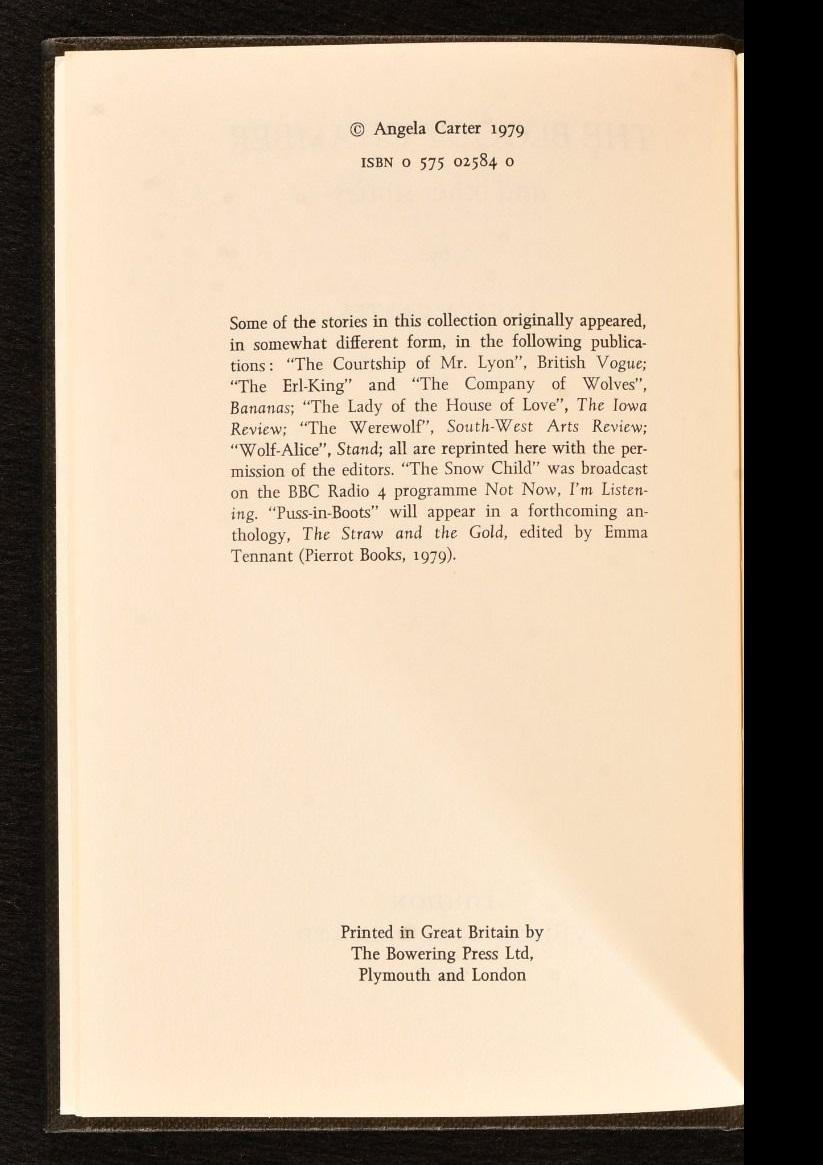 © Angela Carter 1979
ISBN 0 575 02584 0
Some of the stories in this collection originally appeared,
in somewhat different form, in the following publica-
tions: “The Courtship of Mr. Lyon”, British Vogue;
“The Erl-King” and “The Company of Wolves”,
Bananas; “The Lady of the House of Love”, The Iowa
Review; “The Werewolf”, South-West Arts Review;
“Wolf-Alice”, Stand; all are reprinted here with the per-
mission of the editors. “The Snow Child” was broadcast
on the BBC Radio 4 programme Not Now, I’m Listen-
ing. “Puss-in-Boots” will appear in a forthcoming an-
thology, The Straw and the Gold, edited by Emma
Tennant (Pierrot Books, 1979).
Printed in Great Britain by
The Bowering Press Ltd,
Plymouth and London